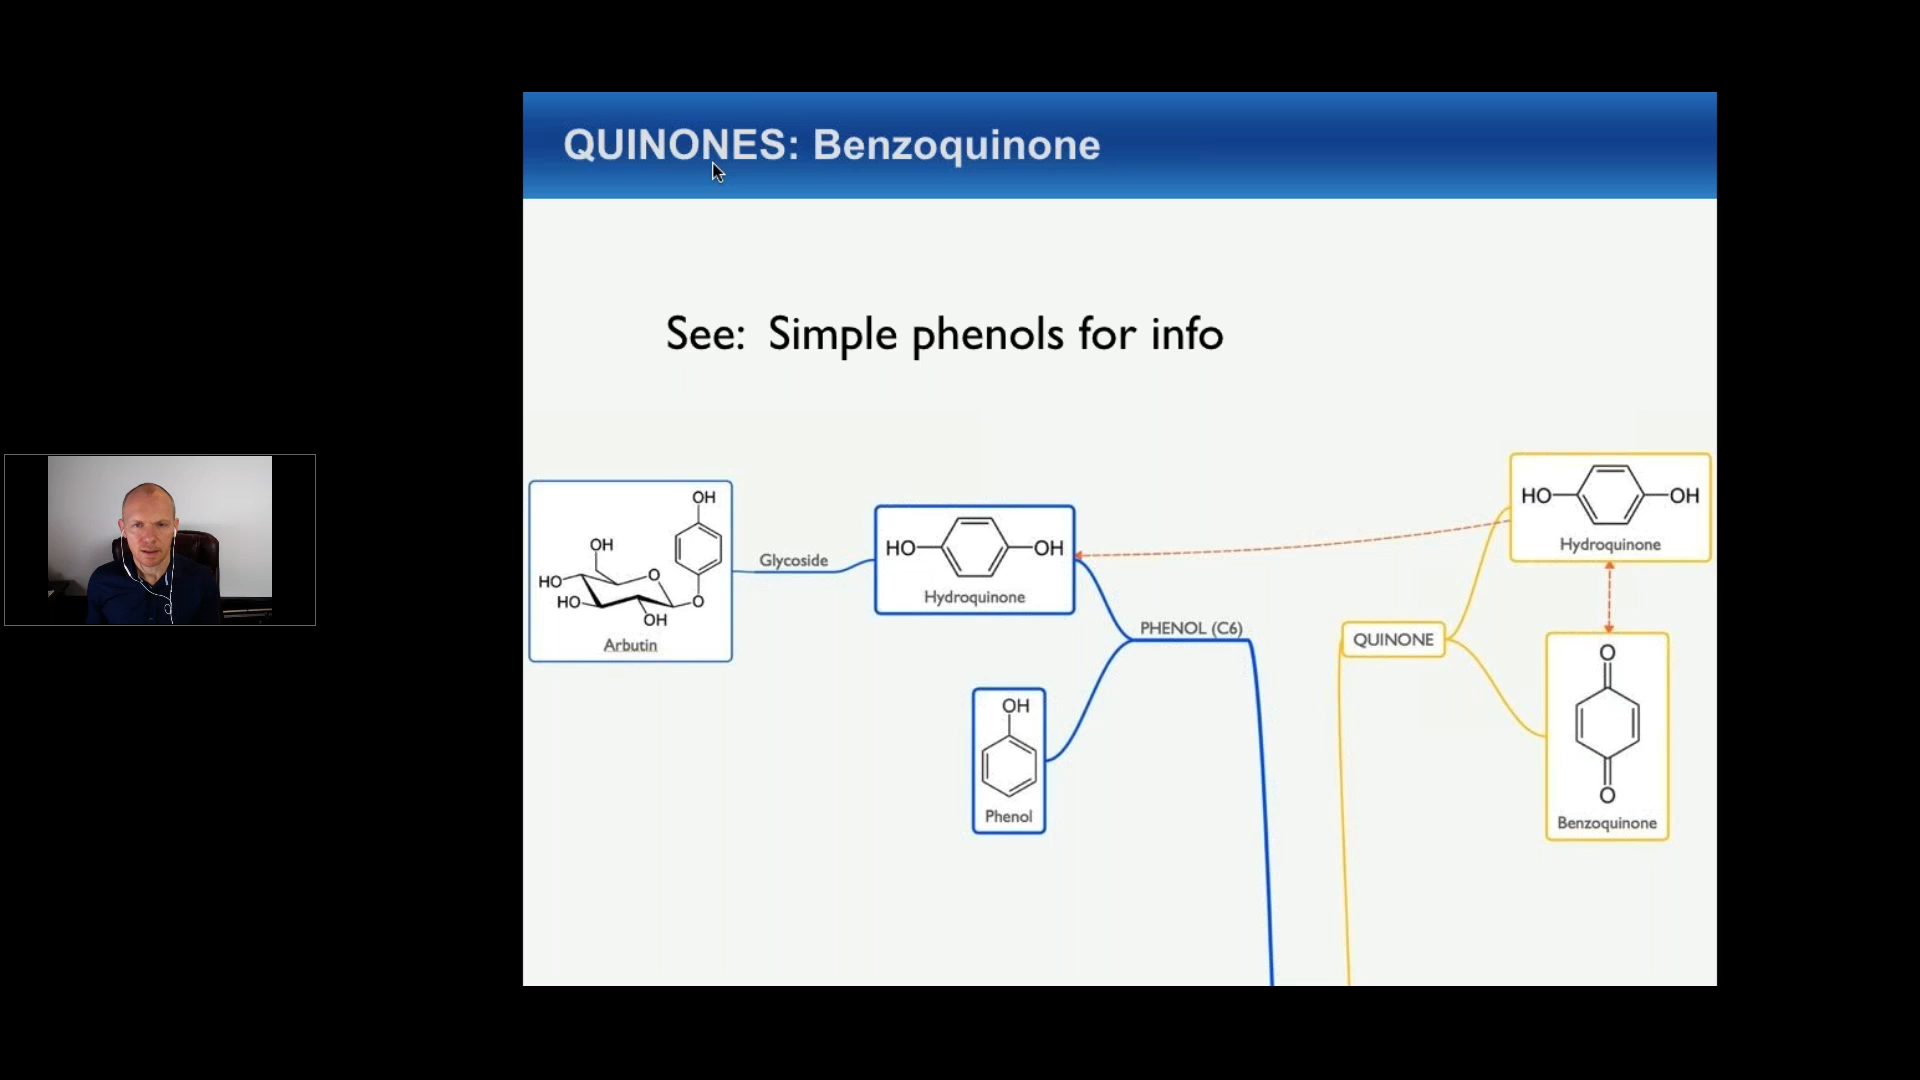 QUINONES: Benzoquinone
See: Simple phenols for info
OH
OH
HO
O
HO
O
OH
Arbutin
Glycoside
HO
OH
Hydroquinone
PHENOL (C6)
OH
Phenol
HO
OH
Hydroquinone
QUINONE
O
O
Benzoquinone